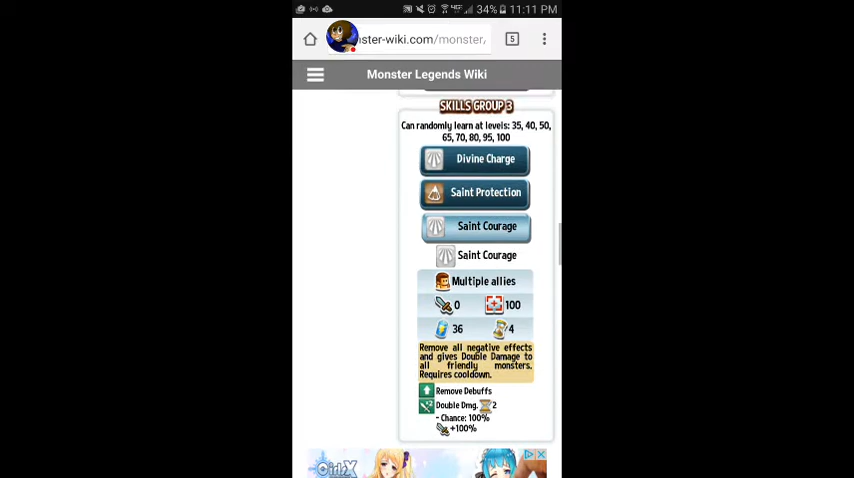 34% 11:11 PM
ster-wiki.com/monster/
5
Monster Legends Wiki
SKILLS GROUP 3
Can randomly learn at levels: 35, 40, 50,
65, 70, 80, 95, 100
Divine Charge
Saint Protection
Saint Courage
Saint Courage
Multiple allies
0 100
36 4
Remove all negative effects
and gives Double Damage to
all friendly monsters.
Requires cooldown.
Remove Debuffs
Double Dmg. 2
- Chance: 100%
+100%